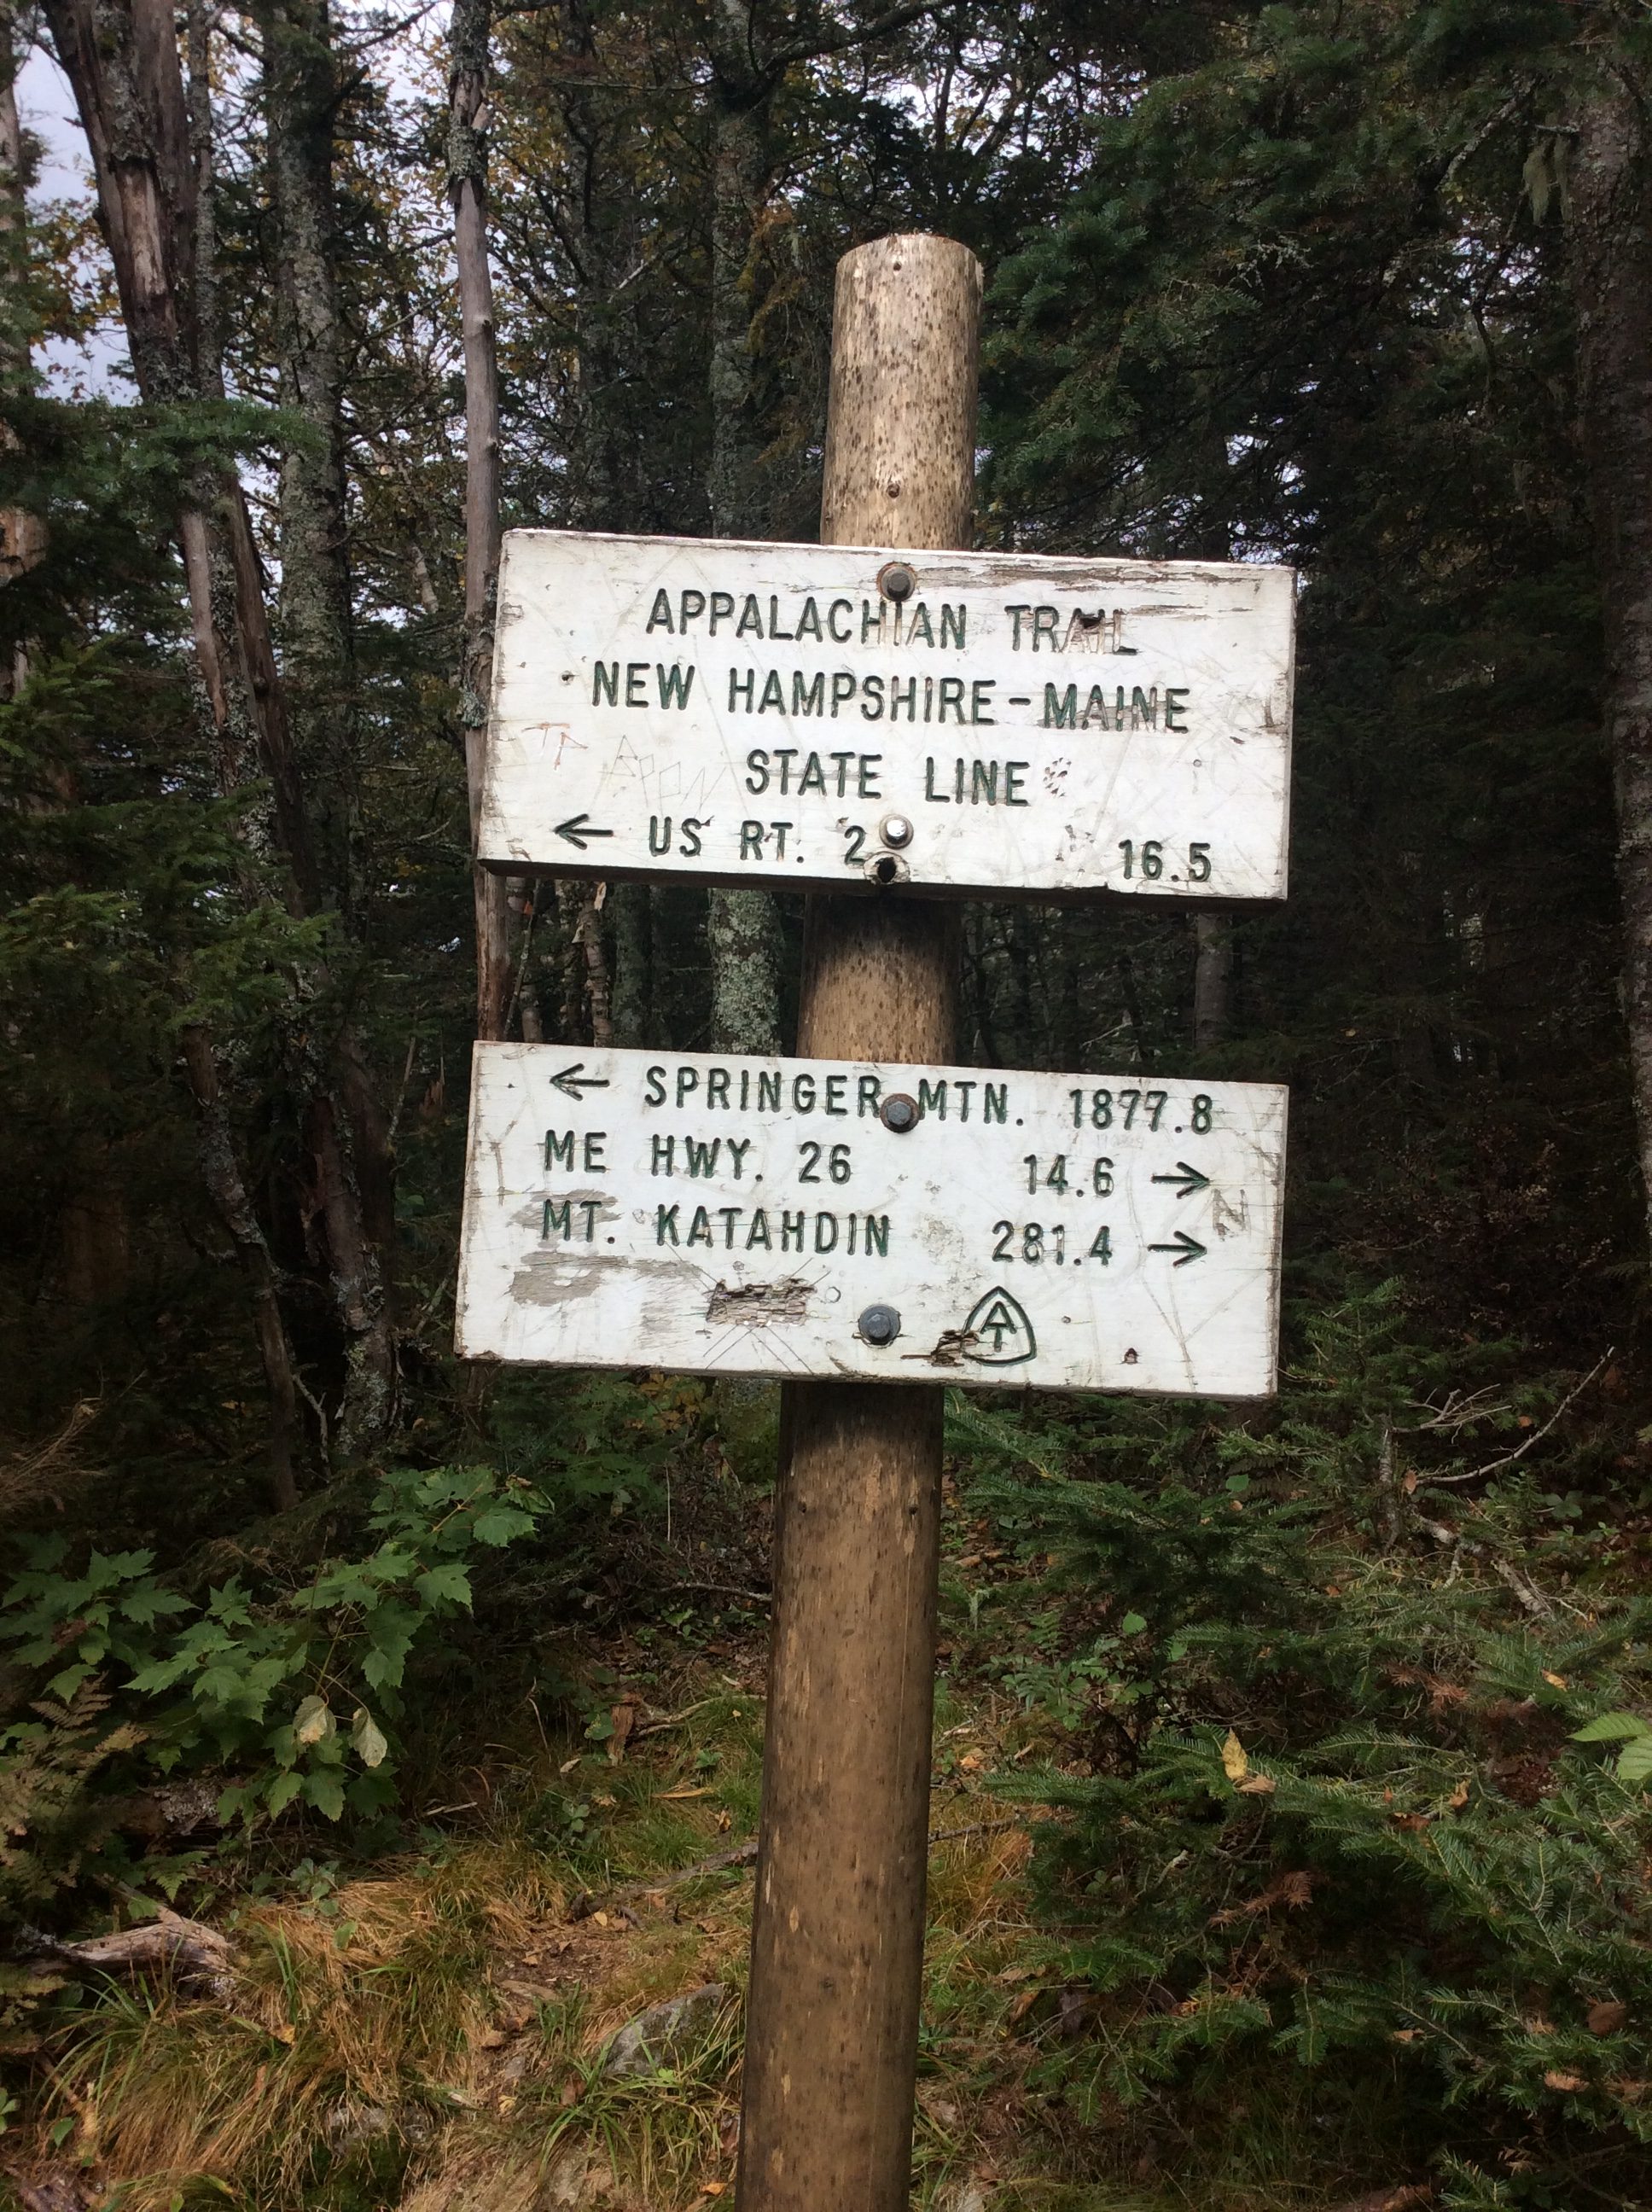 APPALACHIAN TRAIL
NEW HAMPSHIRE-MAINE
STATE LINE
← US RT. 2 16.5
← SPRINGER MTN. 1877.8
ME HWY. 26 14.6 →
MT. KATAHDIN 281.4 →
AT